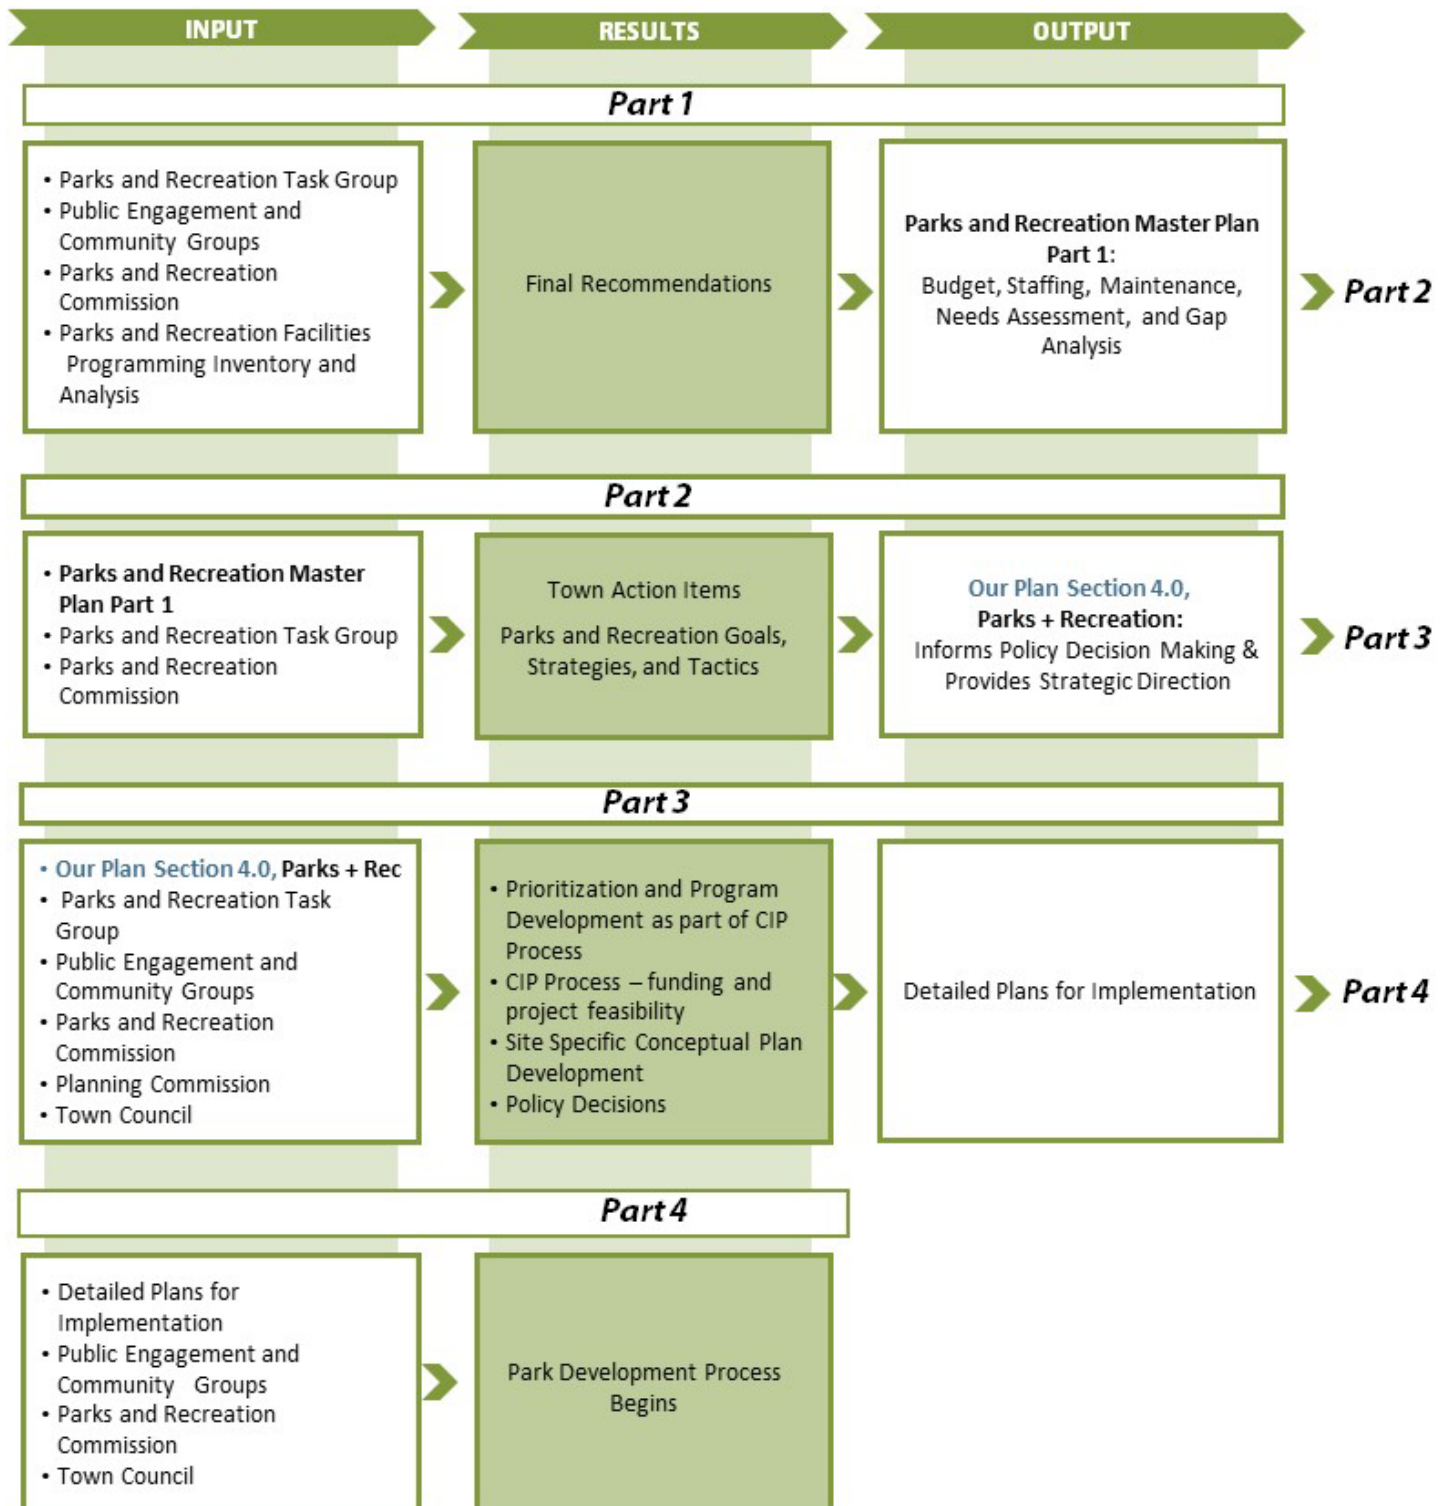 INPUT
RESULTS
OUTPUT
Part 1
• Parks and Recreation Task Group
• Public Engagement and
Community Groups
• Parks and Recreation
Commission
• Parks and Recreation Facilities
Programming Inventory and
Analysis
Final Recommendations
Parks and Recreation Master Plan
Part 1:
Budget, Staffing, Maintenance,
Needs Assessment, and Gap
Analysis
Part 2
Part 2
• Parks and Recreation Master
Plan Part 1
• Parks and Recreation Task Group
• Parks and Recreation
Commission
Town Action Items
Parks and Recreation Goals,
Strategies, and Tactics
Our Plan Section 4.0,
Parks + Recreation:
Informs Policy Decision Making &
Provides Strategic Direction
Part 3
Part 3
• Our Plan Section 4.0, Parks + Rec
• Parks and Recreation Task
Group
• Public Engagement and
Community Groups
• Parks and Recreation
Commission
• Planning Commission
• Town Council
• Prioritization and Program
Development as part of CIP
Process
• CIP Process – funding and
project feasibility
• Site Specific Conceptual Plan
Development
• Policy Decisions
Detailed Plans for Implementation
Part 4
Part 4
• Detailed Plans for
Implementation
• Public Engagement and
Community Groups
• Parks and Recreation
Commission
• Town Council
Park Development Process
Begins